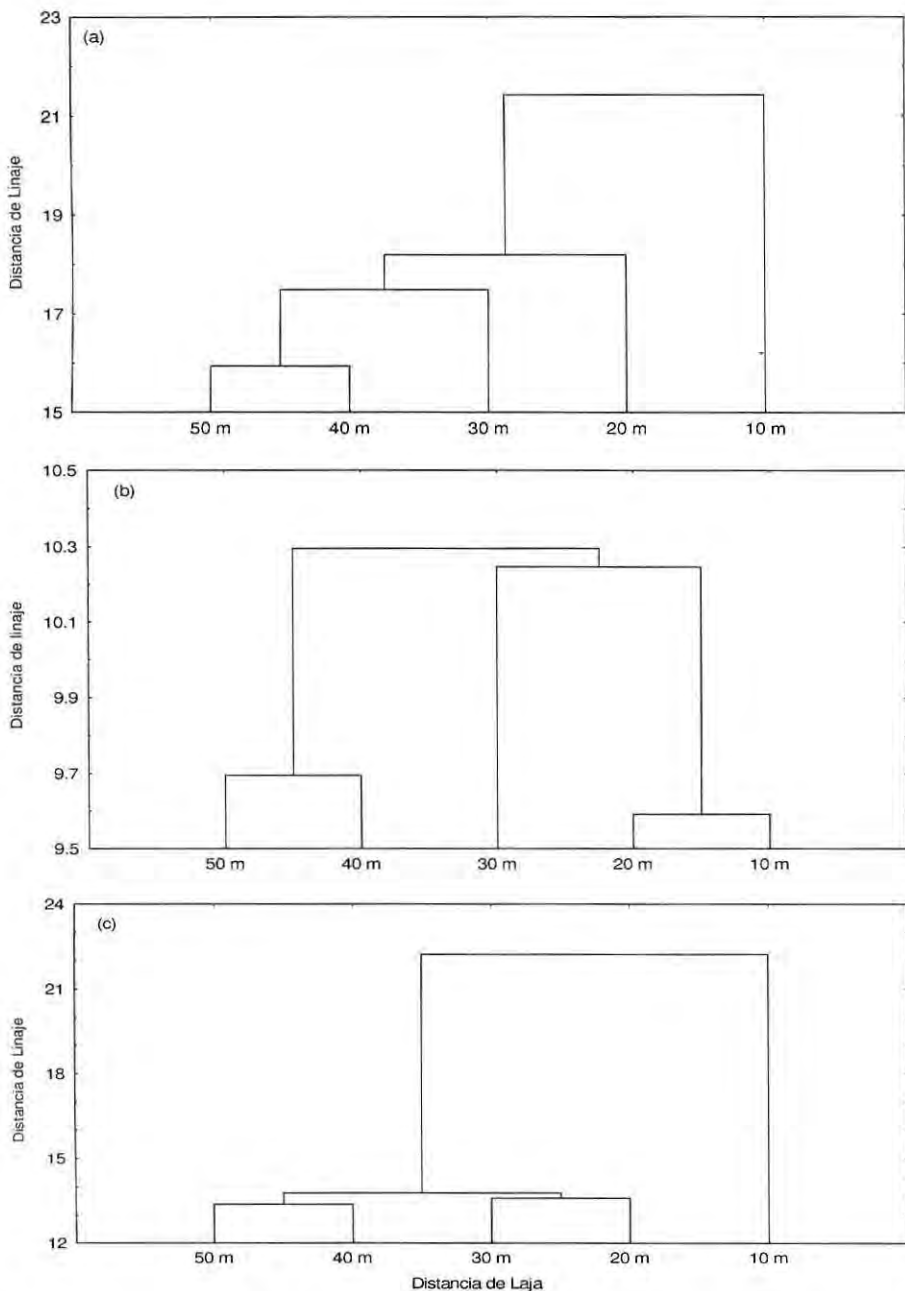 (a)
23
21
19
17
15
Distancia de Linaje
50 m 40 m 30 m 20 m 10 m
(b)
10.5
10.3
10.1
9.9
9.7
9.5
Distancia de linaje
50 m 40 m 30 m 20 m 10 m
(c)
24
21
18
15
12
Distancia de Linaje
50 m 40 m 30 m 20 m 10 m
Distancia de Laja